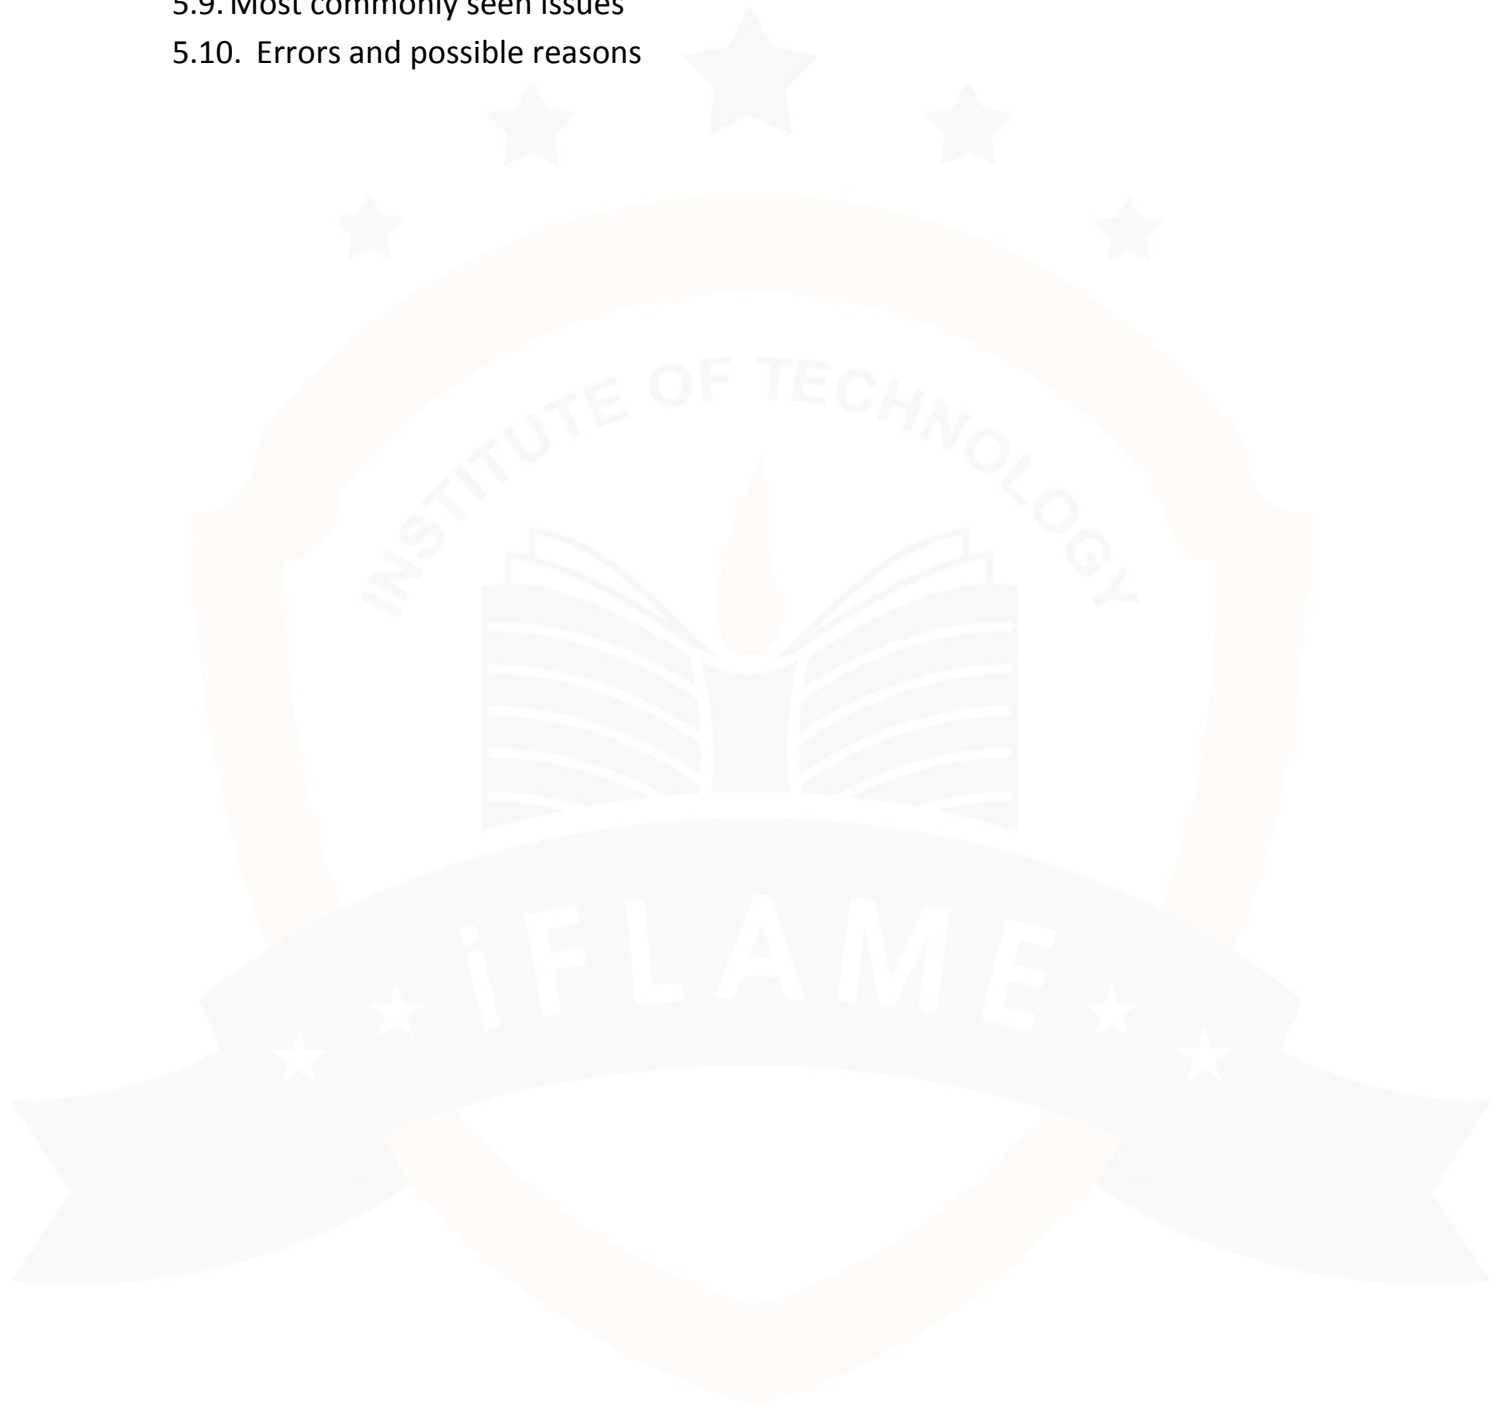 5.9. Most commonly seen issues
5.10. Errors and possible reasons
INSTITUTE OF TECHNOLOGY
iFLAME